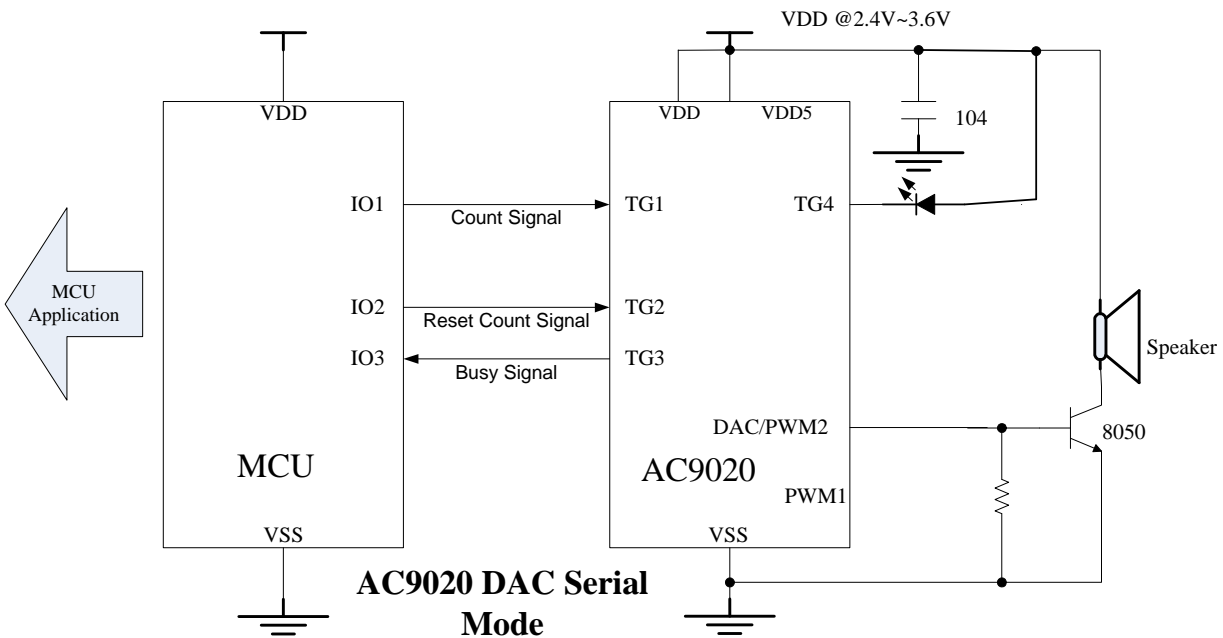 VDD @2.4V~3.6V
VDD
VDD
VDD5
104
IO1
Count Signal
TG1
TG4
MCU
Application
IO2
Reset Count Signal
TG2
IO3
Busy Signal
TG3
Speaker
DAC/PWM2
8050
MCU
AC9020
PWM1
VSS
VSS
AC9020 DAC Serial
Mode